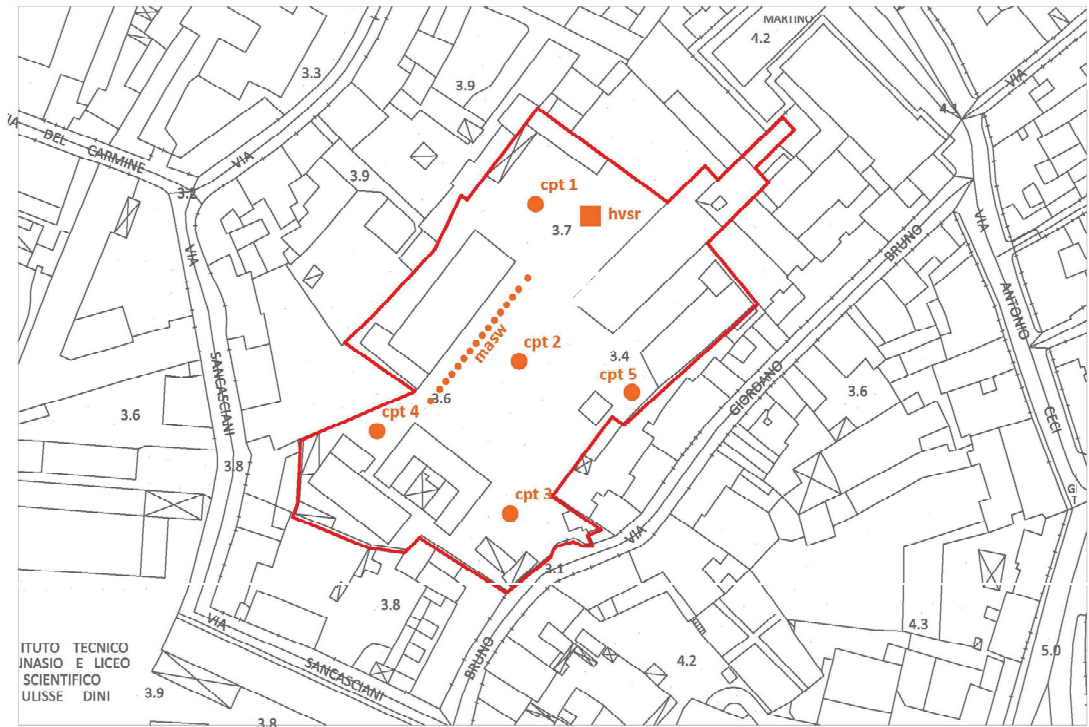 MARTINO
4.2
3.3
3.9
VIA
4.1
DEL CARMINE
VIA
3.9
3.2
cpt 1
hvsr
3.7
VIA
VIA
BRUNO
ANTONIO
masw
cpt 2
3.4
SANCASCIANI
GIORDANO
3.6
cpt 5
3.6
3.6
cpt 4
CECI
3.8
cpt 3
VIA
3.1
3.8
VIA
4.3
ITUTO TECNICO
INASIO E LICEO
SCIENTIFICO
ULISSE DINI
BRUNO
4.2
5.0
SANCASCIANI
3.9
3.8